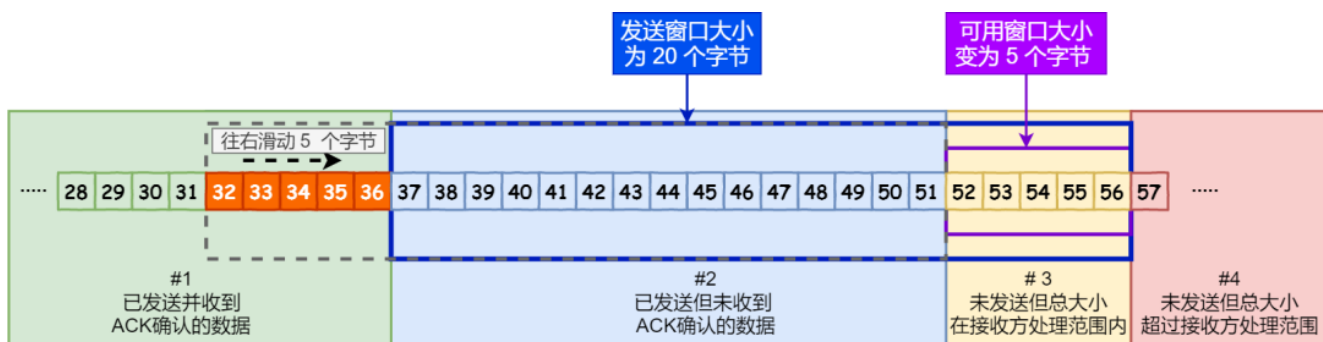 发送窗口大小
为 20 个字节
可用窗口大小
变为 5 个字节
往右滑动 5 个字节
..... 28 29 30 31 32 33 34 35 36 37 38 39 40 41 42 43 44 45 46 47 48 49 50 51 52 53 54 55 56 57 .....
#1
已发送并收到
ACK确认的数据
#2
已发送但未收到
ACK确认的数据
# 3
未发送但总大小
在接收方处理范围内
#4
未发送但总大小
超过接收方处理范围